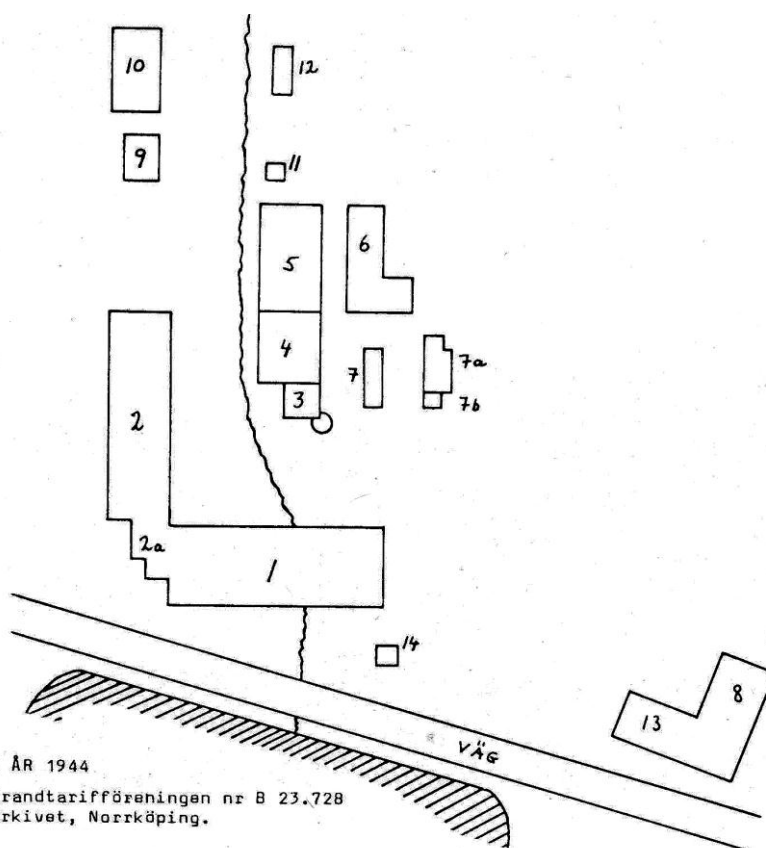 10
12
9
11
5
6
4
7
7a
3
7b
2
2a
1
14
8
13
VÄG
ÅR 1944
randtarifföreningen nr B 23.728
rkivet, Norrköping.